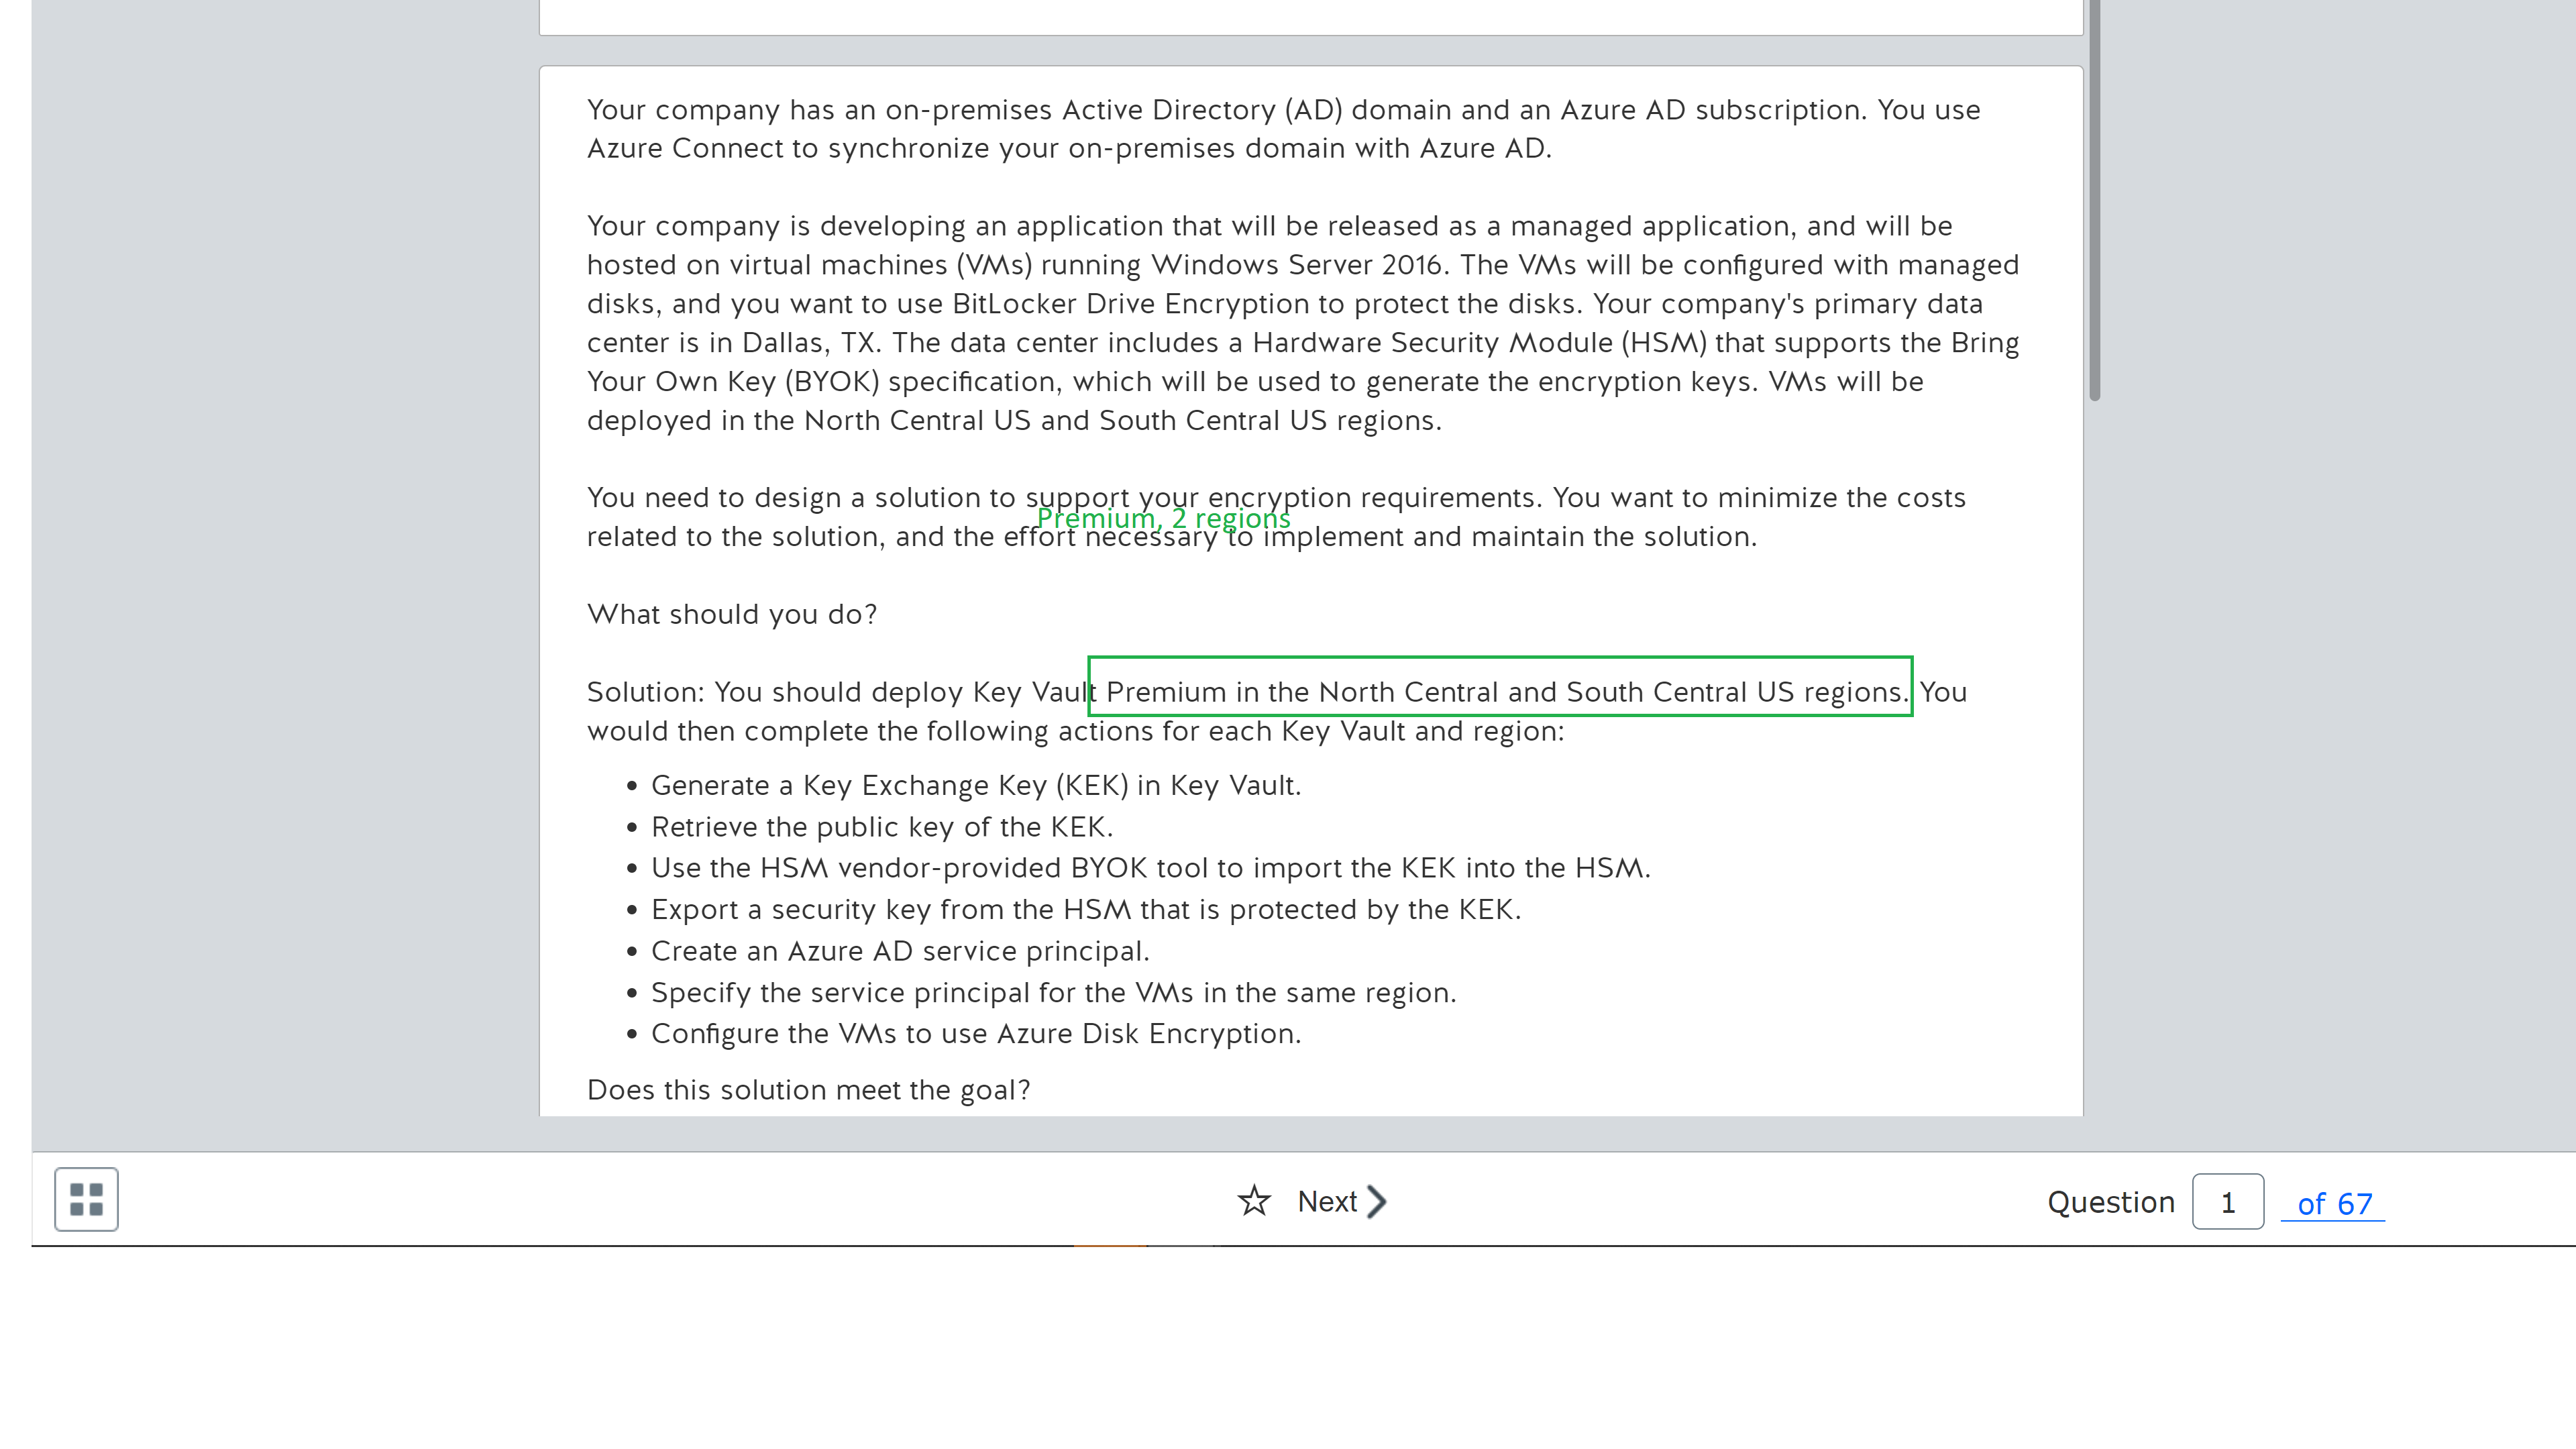 Your company has an on-premises Active Directory (AD) domain and an Azure AD subscription. You use
Azure Connect to synchronize your on-premises domain with Azure AD.
Your company is developing an application that will be released as a managed application, and will be
hosted on virtual machines (VMs) running Windows Server 2016. The VMs will be configured with managed
disks, and you want to use BitLocker Drive Encryption to protect the disks. Your company's primary data
center is in Dallas, TX. The data center includes a Hardware Security Module (HSM) that supports the Bring
Your Own Key (BYOK) specification, which will be used to generate the encryption keys. VMs will be
deployed in the North Central US and South Central US regions.
You need to design a solution to support your encryption requirements. You want to minimize the costs
Premium, 2 regions
related to the solution, and the effort necessary to implement and maintain the solution.
What should you do?
Solution: You should deploy Key Vault Premium in the North Central and South Central US regions. You
would then complete the following actions for each Key Vault and region:
• Generate a Key Exchange Key (KEK) in Key Vault.
• Retrieve the public key of the KEK.
• Use the HSM vendor-provided BYOK tool to import the KEK into the HSM.
• Export a security key from the HSM that is protected by the KEK.
• Create an Azure AD service principal.
• Specify the service principal for the VMs in the same region.
• Configure the VMs to use Azure Disk Encryption.
Does this solution meet the goal?
Next
Question 1 of 67